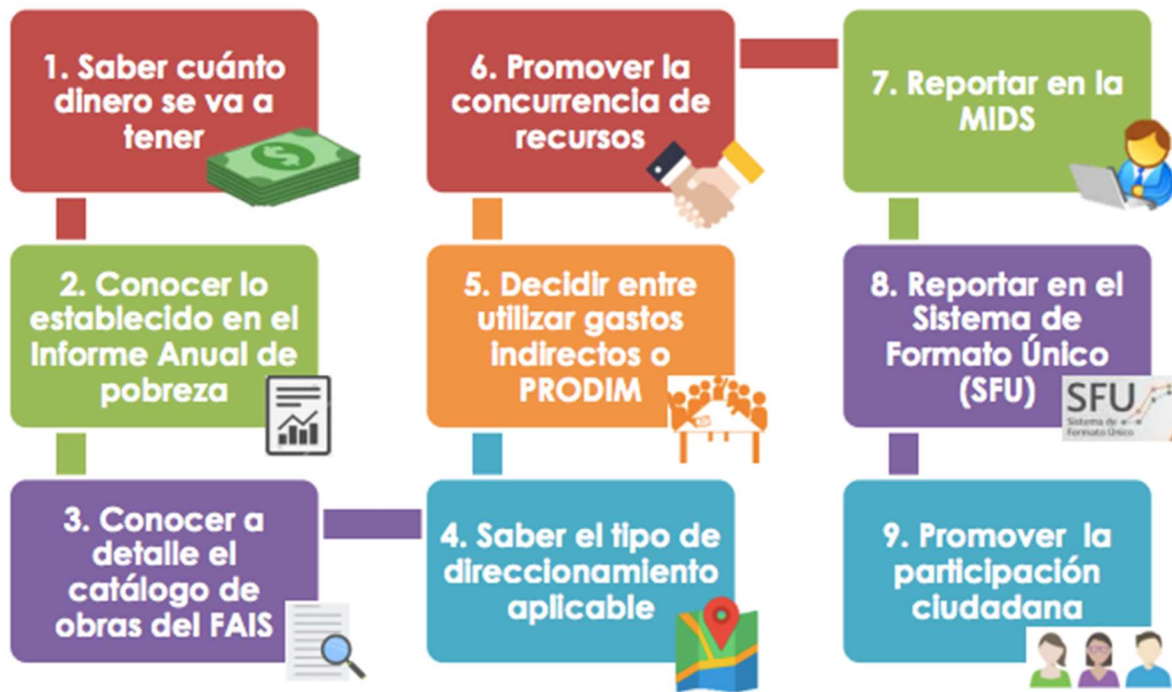 1. Saber cuánto
dinero se va a
tener
2. Conocer lo
establecido en el
Informe Anual de
pobreza
3. Conocer a
detalle el
catálogo de
obras del FAIS
4. Saber el tipo de
direccionamiento
aplicable
5. Decidir entre
utilizar gastos
indirectos o
PRODIM
6. Promover la
concurrencia de
recursos
7. Reportar en la
MIDS
8. Reportar en el
Sistema de
Formato Único
(SFU)
SFU
Sistema de
Formato Único
9. Promover la
participación
ciudadana